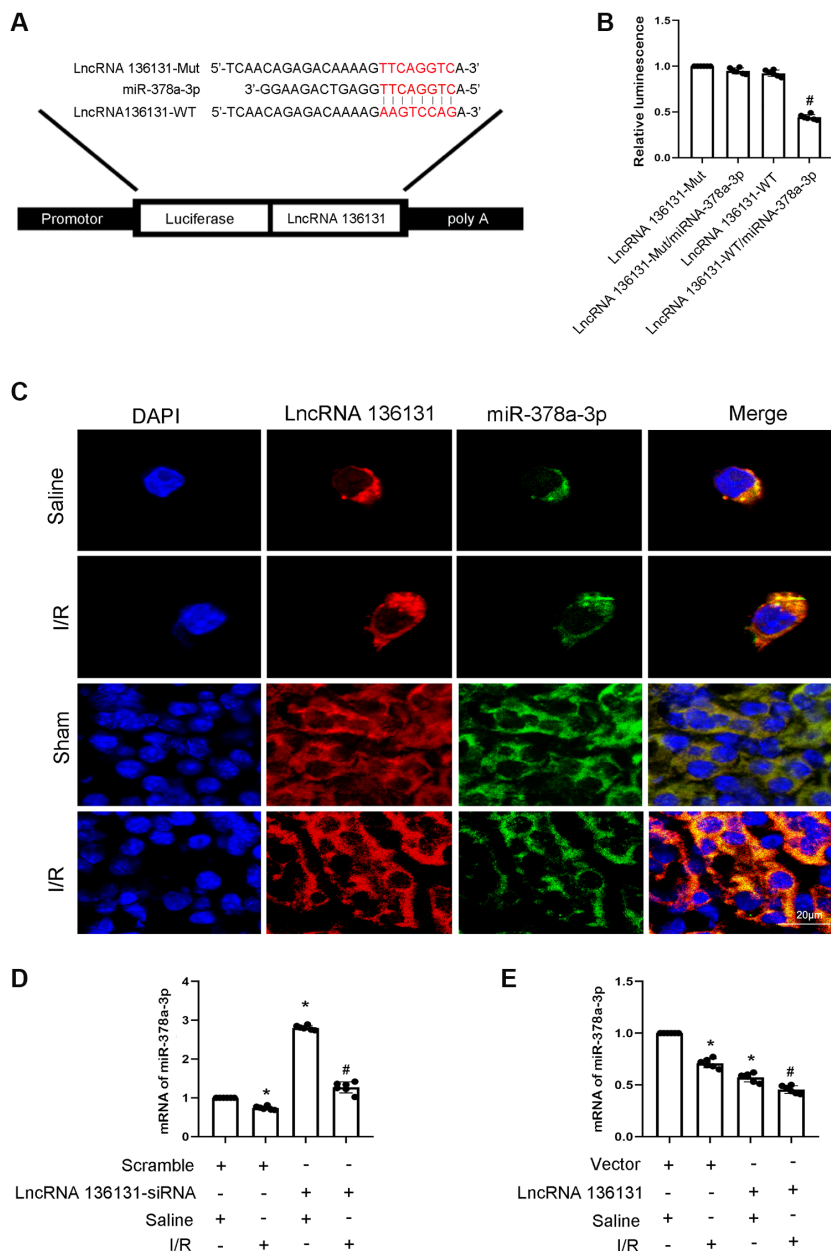 A
LncRNA 136131-Mut 5'-TCAACAGAGACAAAAGTTCAGGTCA-3'
miR-378a-3p 3'-GGAAGACTGAGGTTCAGGTCA-5'
LncRNA136131-WT 5'-TCAACAGAGACAAAAGAAGTCCAGA-3'
Promotor Luciferase LncRNA 136131 poly A
B
Relative luminescence
1.5
1.0
0.5
0.0
#
LncRNA 136131-Mut
LncRNA 136131-Mut/miRNA-378a-3p
LncRNA 136131-WT
LncRNA 136131-WT/miRNA-378a-3p
C
DAPI LncRNA 136131 miR-378a-3p Merge
Saline
I/R
Sham
I/R
20μm
D
mRNA of miR-378a-3p
4
3
2
1
0
* * #
Scramble + + - -
LncRNA 136131-siRNA - - + +
Saline + - + -
I/R - + - +
E
mRNA of miR-378a-3p
1.5
1.0
0.5
0.0
* * #
Vector + + - -
LncRNA 136131 - - + +
Saline + - + -
I/R - + - +